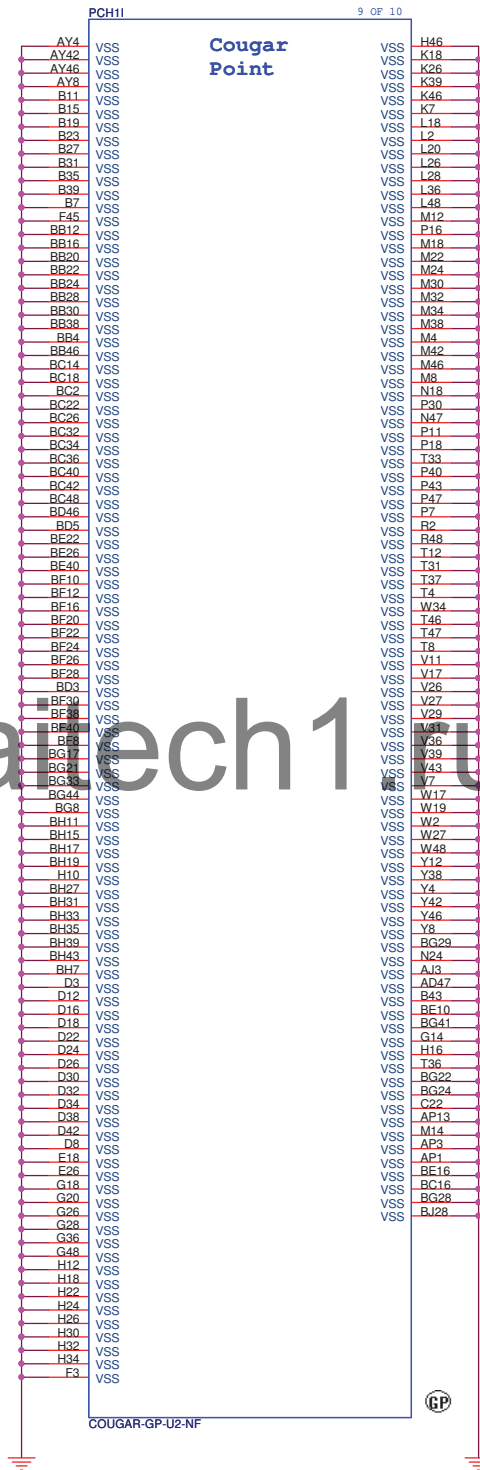 PCH1I
9 OF 10
Cougar
Point
AY4 VSS VSS H46
AY42 VSS VSS K18
AY46 VSS VSS K26
AY8 VSS VSS K39
B11 VSS VSS K46
B15 VSS VSS K7
B19 VSS VSS L18
B23 VSS VSS L2
B27 VSS VSS L20
B31 VSS VSS L26
B35 VSS VSS L28
B39 VSS VSS L36
B7 VSS VSS L48
F45 VSS VSS M12
BB12 VSS VSS P16
BB16 VSS VSS M18
BB20 VSS VSS M22
BB22 VSS VSS M24
BB24 VSS VSS M30
BB28 VSS VSS M32
BB30 VSS VSS M34
BB38 VSS VSS M38
BB4 VSS VSS M4
BB46 VSS VSS M42
BC14 VSS VSS M46
BC18 VSS VSS M8
BC2 VSS VSS N18
BC22 VSS VSS P30
BC26 VSS VSS N47
BC32 VSS VSS P11
BC34 VSS VSS P18
BC36 VSS VSS T33
BC40 VSS VSS P40
BC42 VSS VSS P43
BC48 VSS VSS P47
BD46 VSS VSS P7
BD5 VSS VSS R2
BE22 VSS VSS R48
BE26 VSS VSS T12
BE40 VSS VSS T31
BF10 VSS VSS T37
BF12 VSS VSS T4
BF16 VSS VSS W34
BF20 VSS VSS T46
BF22 VSS VSS T47
BF24 VSS VSS T8
BF26 VSS VSS V11
BF28 VSS VSS V17
BD3 VSS VSS V26
BF30 VSS VSS V27
BF38 VSS VSS V29
BF40 VSS VSS V31
BF8 VSS VSS V36
BG17 VSS VSS V39
BG21 VSS VSS V43
BG33 VSS VSS V7
BG44 VSS VSS W17
BG8 VSS VSS W19
BH11 VSS VSS W2
BH15 VSS VSS W27
BH17 VSS VSS W48
BH19 VSS VSS Y12
H10 VSS VSS Y38
BH27 VSS VSS Y4
BH31 VSS VSS Y42
BH33 VSS VSS Y46
BH35 VSS VSS Y8
BH39 VSS VSS BG29
BH43 VSS VSS N24
BH7 VSS VSS AJ3
D3 VSS VSS AD47
D12 VSS VSS B43
D16 VSS VSS BE10
D18 VSS VSS BG41
D22 VSS VSS G14
D24 VSS VSS H16
D26 VSS VSS T36
D30 VSS VSS BG22
D32 VSS VSS BG24
D34 VSS VSS C22
D38 VSS VSS AP13
D42 VSS VSS M14
D8 VSS VSS AP3
E18 VSS VSS AP1
E26 VSS VSS BE16
G18 VSS VSS BC16
G20 VSS VSS BG28
G26 VSS VSS BJ28
G28 VSS
G36 VSS
G48 VSS
H12 VSS
H18 VSS
H22 VSS
H24 VSS
H26 VSS
H30 VSS
H32 VSS
H34 VSS
F3 VSS
aitech1.ru
GP
COUGAR-GP-U2-NF